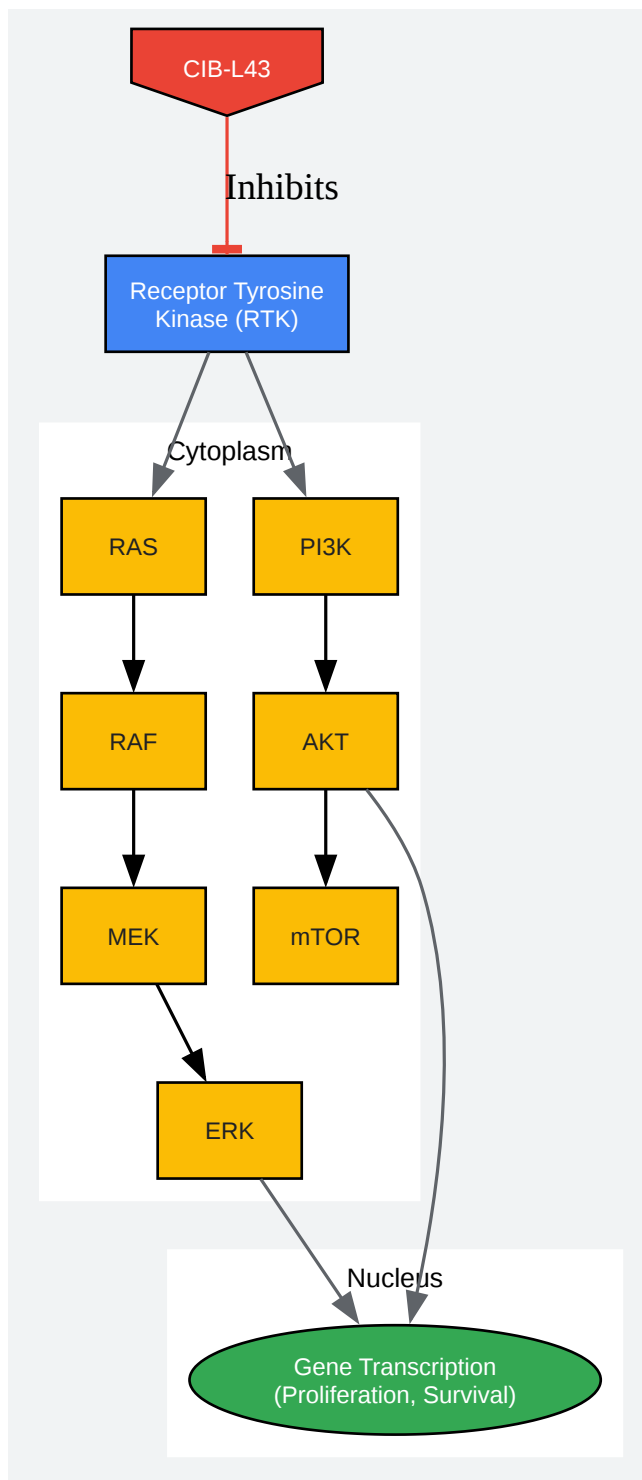 CIB-L43
Inhibits
Receptor Tyrosine
Kinase (RTK)
Cytoplasm
RAS
PI3K
RAF
AKT
MEK
mTOR
ERK
Nucleus
Gene Transcription
(Proliferation, Survival)